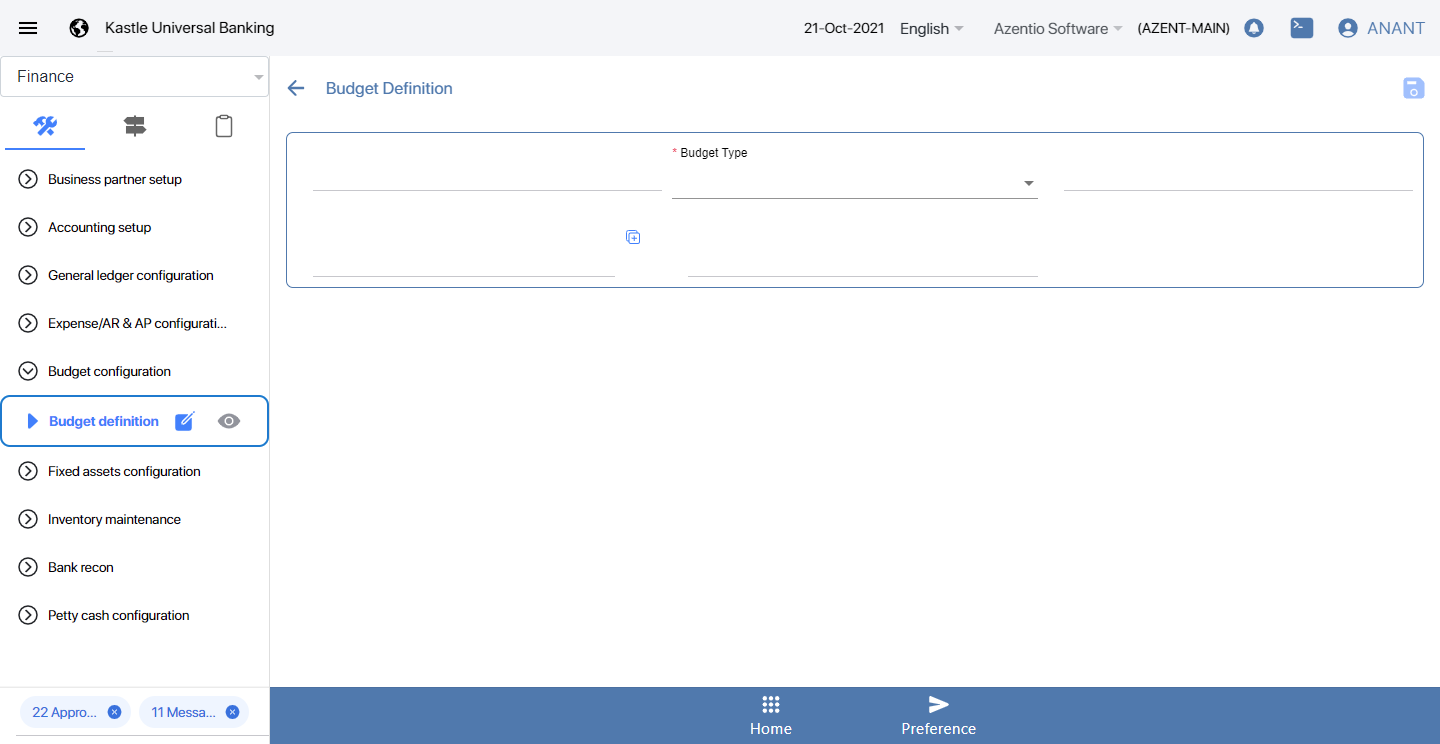 Kastle Universal Banking
21-Oct-2021
English
Azentio Software
(AZENT-MAIN)
ANANT
Finance
Budget Definition
* Budget Type
Business partner setup
Accounting setup
General ledger configuration
Expense/AR & AP configurati...
Budget configuration
Budget definition
Fixed assets configuration
Inventory maintenance
Bank recon
Petty cash configuration
22 Appro...
11 Messa...
Home
Preference